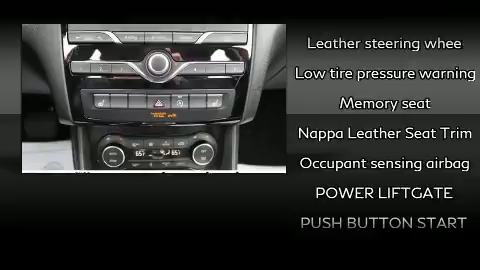 Leather steering whee
Low tire pressure warning
Memory seat
Nappa Leather Seat Trim
Occupant sensing airbag
POWER LIFTGATE
PUSH BUTTON START